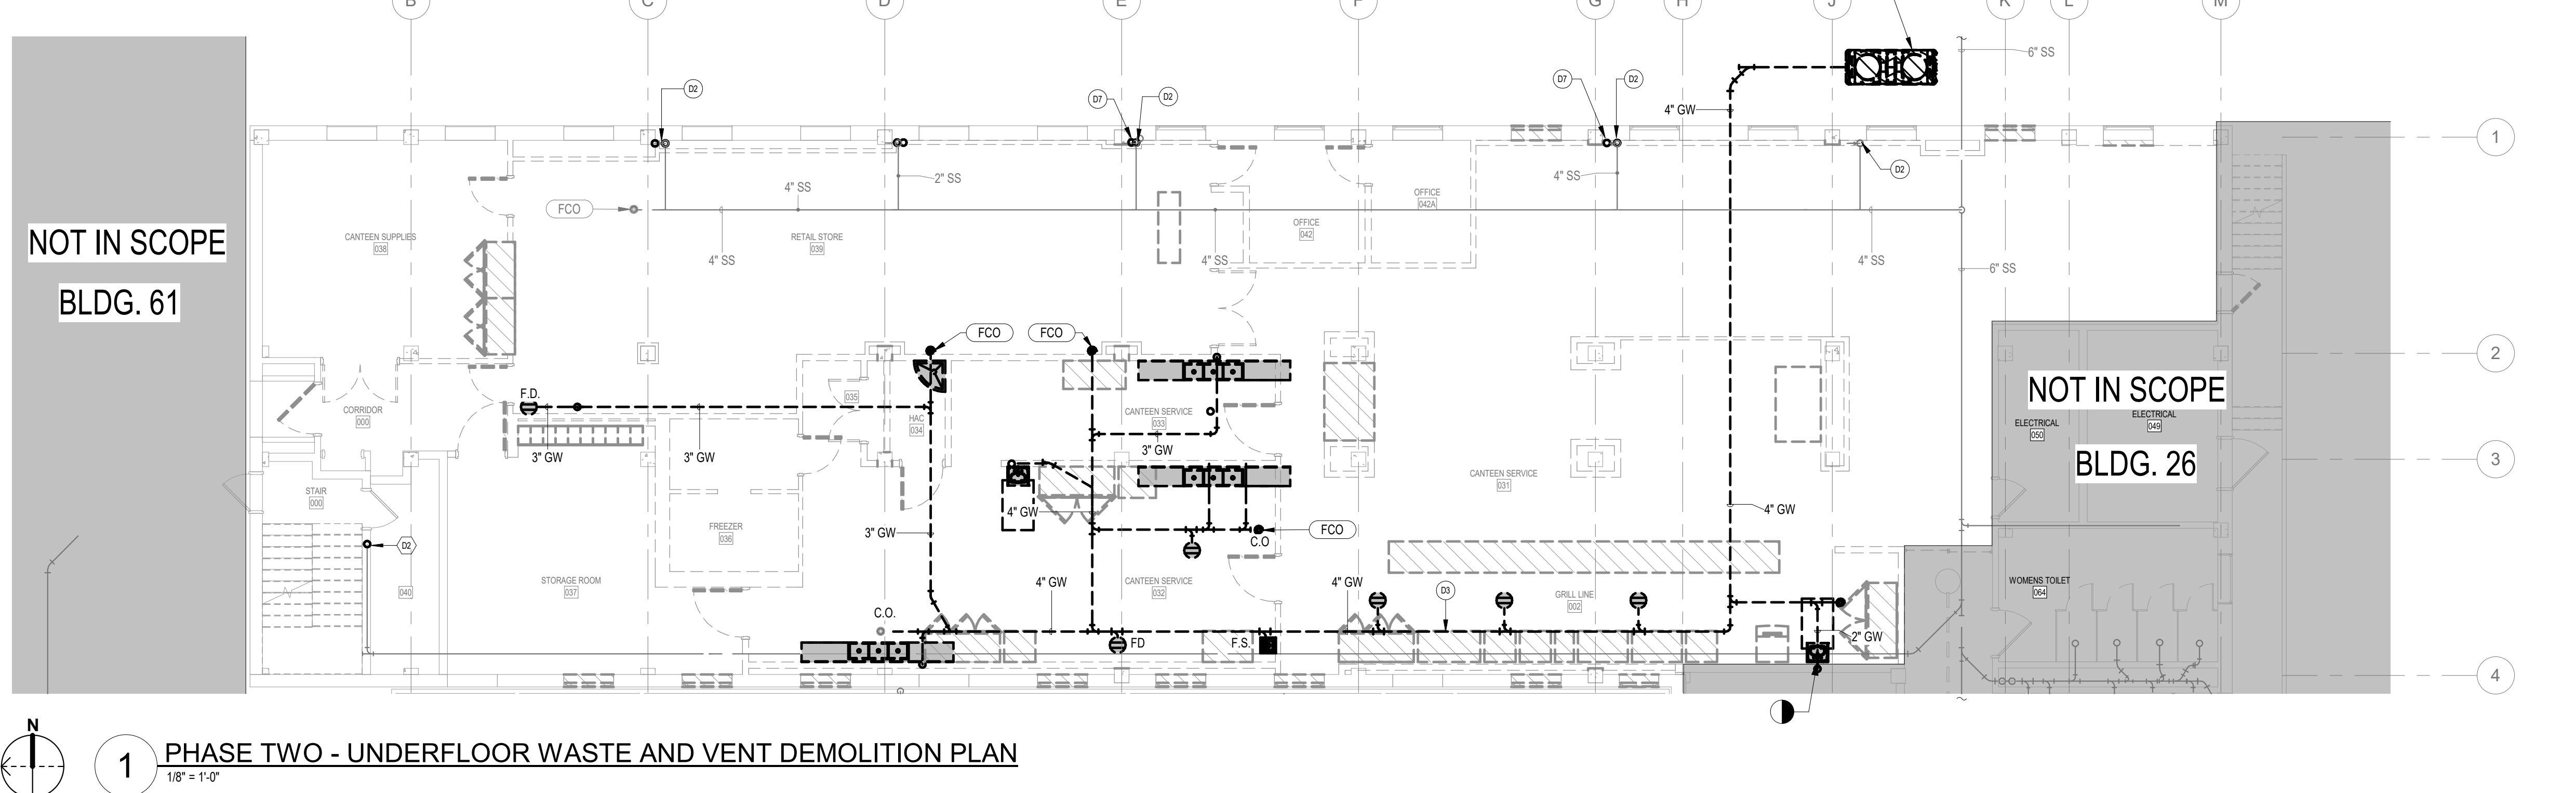 B
C
D
E
F
G
H
J
K
L
M
6" SS
D2
D7
D2
D7
D2
4" GW
1
D2
4" SS
2" SS
4" SS
FCO
OFFICE
042A
OFFICE
042
NOT IN SCOPE
BLDG. 61
CANTEEN SUPPLIES
038
RETAIL STORE
039
4" SS
4" SS
4" SS
6" SS
FCO
FCO
2
NOT IN SCOPE
BLDG. 26
F.D.
035
CORRIDOR
000
HAC
034
CANTEEN SERVICE
033
ELECTRICAL
050
ELECTRICAL
049
3" GW
3" GW
3" GW
3
CANTEEN SERVICE
031
STAIR
000
4" GW
4" GW
FREEZER
036
3" GW
FCO
C.O
D2
STORAGE ROOM
037
040
4" GW
CANTEEN SERVICE
032
4" GW
D3
GRILL LINE
002
WOMENS TOILET
064
C.O.
FD
F.S.
2" GW
4
N
1
PHASE TWO - UNDERFLOOR WASTE AND VENT DEMOLITION PLAN
1/8" = 1'-0"